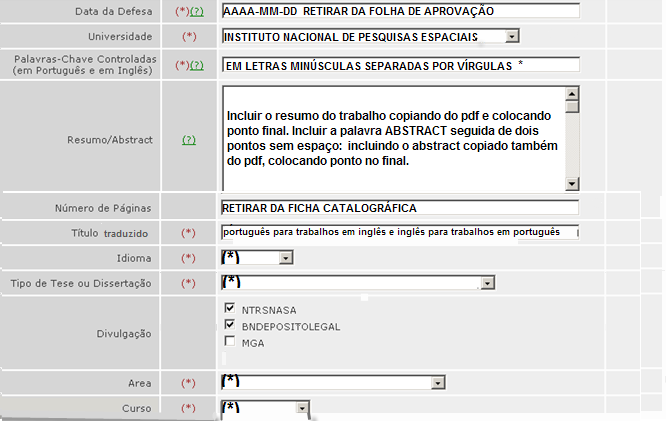 Data da Defesa (*)(?) AAAA-MM-DD RETIRAR DA FOLHA DE APROVAÇÃO
Universidade (*) INSTITUTO NACIONAL DE PESQUISAS ESPACIAIS
Palavras-Chave Controladas
(em Português e em Inglês) (*)(?) EM LETRAS MINÚSCULAS SEPARADAS POR VÍRGULAS *
Resumo/Abstract (?)
Incluir o resumo do trabalho copiando do pdf e colocando
ponto final. Incluir a palavra ABSTRACT seguida de dois
pontos sem espaço: incluindo o abstract copiado também
do pdf, colocando ponto no final.
Número de Páginas RETIRAR DA FICHA CATALOGRÁFICA
Título traduzido (*) português para trabalhos em inglês e inglês para trabalhos em português
Idioma (*) (*)
Tipo de Tese ou Dissertação (*) (*)
Divulgação
NTRSNASA
BNDEPOSITOLEGAL
MGA
Area (*) (*)
Curso (*) (*)